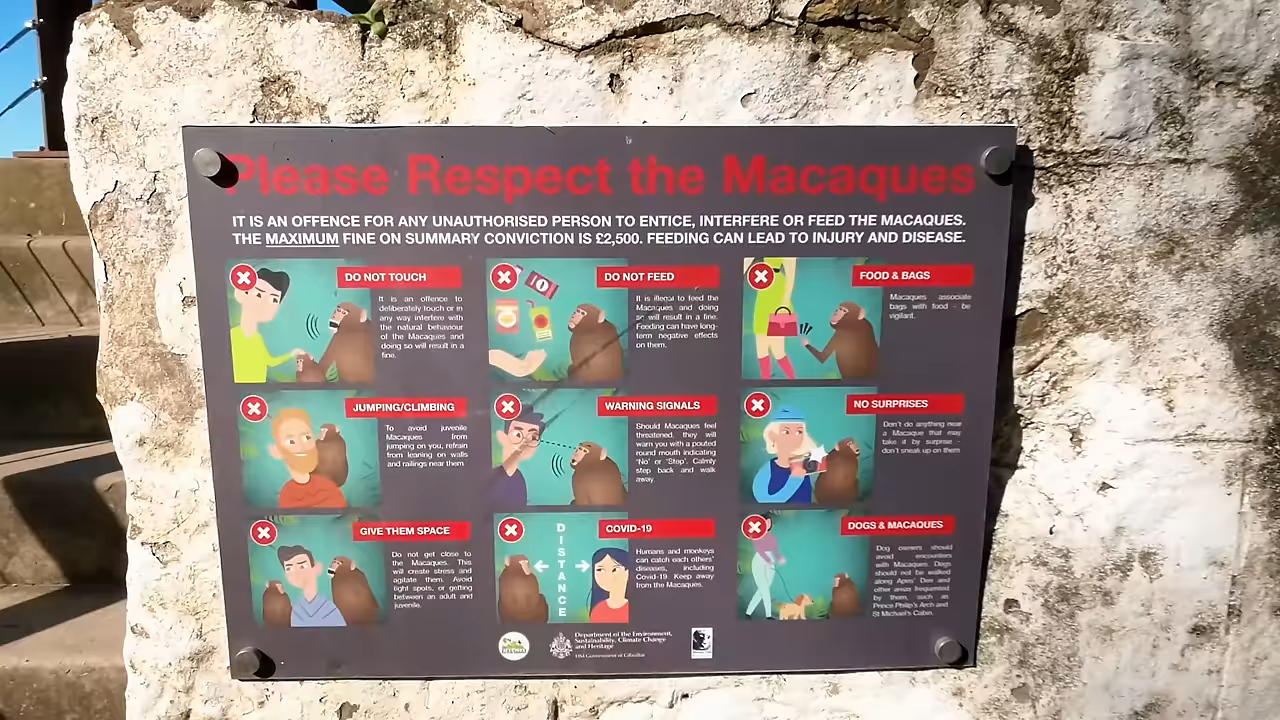 Please Respect the Macaques
IT IS AN OFFENCE FOR ANY UNAUTHORISED PERSON TO ENTICE, INTERFERE OR FEED THE MACAQUES.
THE MAXIMUM FINE ON SUMMARY CONVICTION IS £2,500. FEEDING CAN LEAD TO INJURY AND DISEASE.
DO NOT TOUCH
It is an offence to
deliberately touch or in
any way interfere with
the natural behaviour
of the Macaques and
doing so will result in a
fine.
DO NOT FEED
It is illegal to feed the
Macaques and doing
so will result in a fine.
Feeding can have long-
term negative effects
on them.
FOOD & BAGS
Macaques associate
bags with food - be
vigilant.
JUMPING/CLIMBING
To avoid juvenile
Macaques from
jumping on you, refrain
from leaning on walls
and railings near them
WARNING SIGNALS
Should Macaques feel
threatened, they will
warn you with a pouted
round mouth indicating
'No' or 'Stop'. Calmly
step back and walk
away.
NO SURPRISES
Don't do anything near
a Macaque that may
take it by surprise -
don't sneak up on them
GIVE THEM SPACE
Do not get close to
the Macaques. This
will create stress and
agitate them. Avoid
tight spots, or getting
between an adult and
juvenile.
DISTANCE
COVID-19
Humans and monkeys
can catch each others'
diseases, including
Covid-19. Keep away
from the Macaques.
DOGS & MACAQUES
Dog owners should
avoid encounters
with Macaques. Dogs
should not be walked
along Apes' Den and
other areas frequented
by them, such as
Prince Philip's Arch and
St Michael's Cabin.
Department of the Environment,
Sustainability, Climate Change
and Heritage
HM Government of Gibraltar